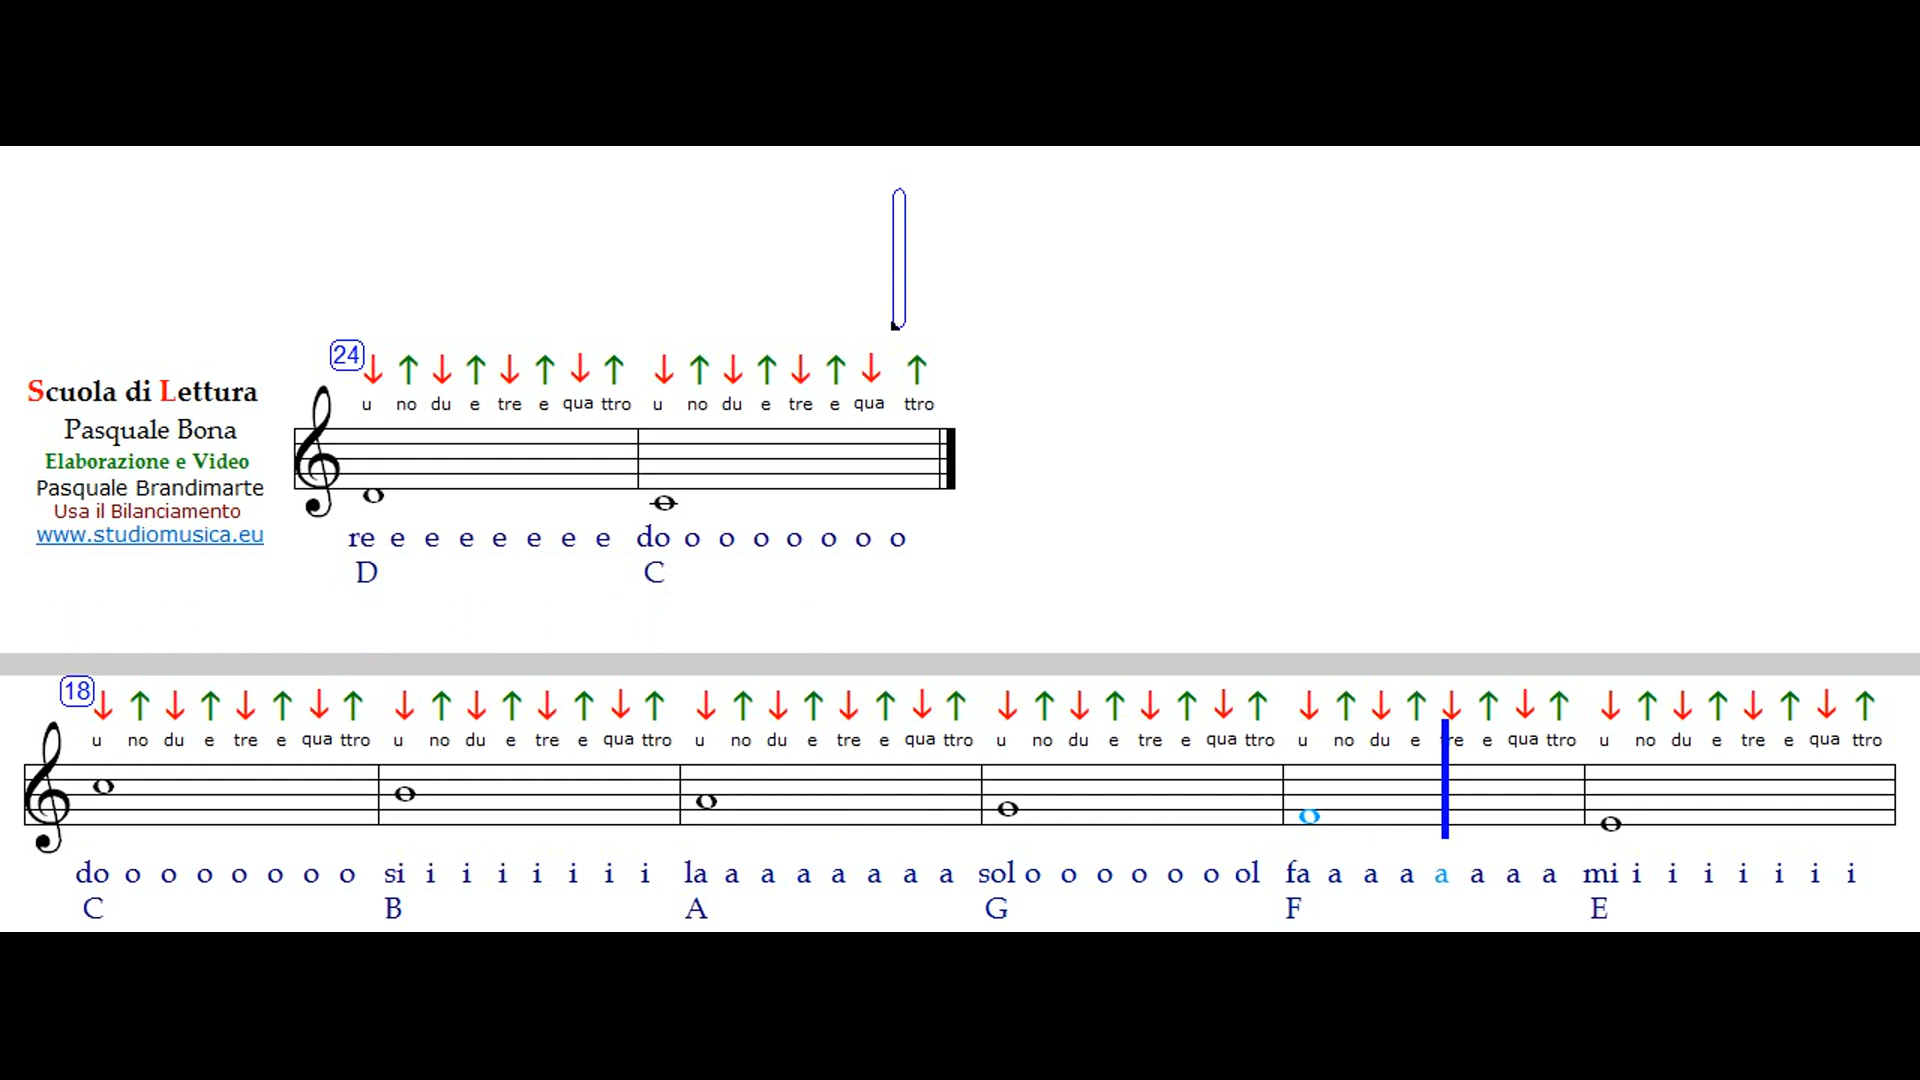 24
u no du e tre e qua ttro u no du e tre e qua ttro
Scuola di Lettura
Pasquale Bona
Elaborazione e Video
Pasquale Brandimarte
Usa il Bilanciamento
www.studiomusica.eu
re e e e e e e e do o o o o o o o
D C
18
u no du e tre e qua ttro u no du e tre e qua ttro u no du e tre e qua ttro u no du e tre e qua ttro u no du e tre e qua ttro u no du e tre e qua ttro
do o o o o o o o si i i i i i i i la a a a a a a a sol o o o o o o ol fa a a a a a a a mi i i i i i i i
C B A G F E